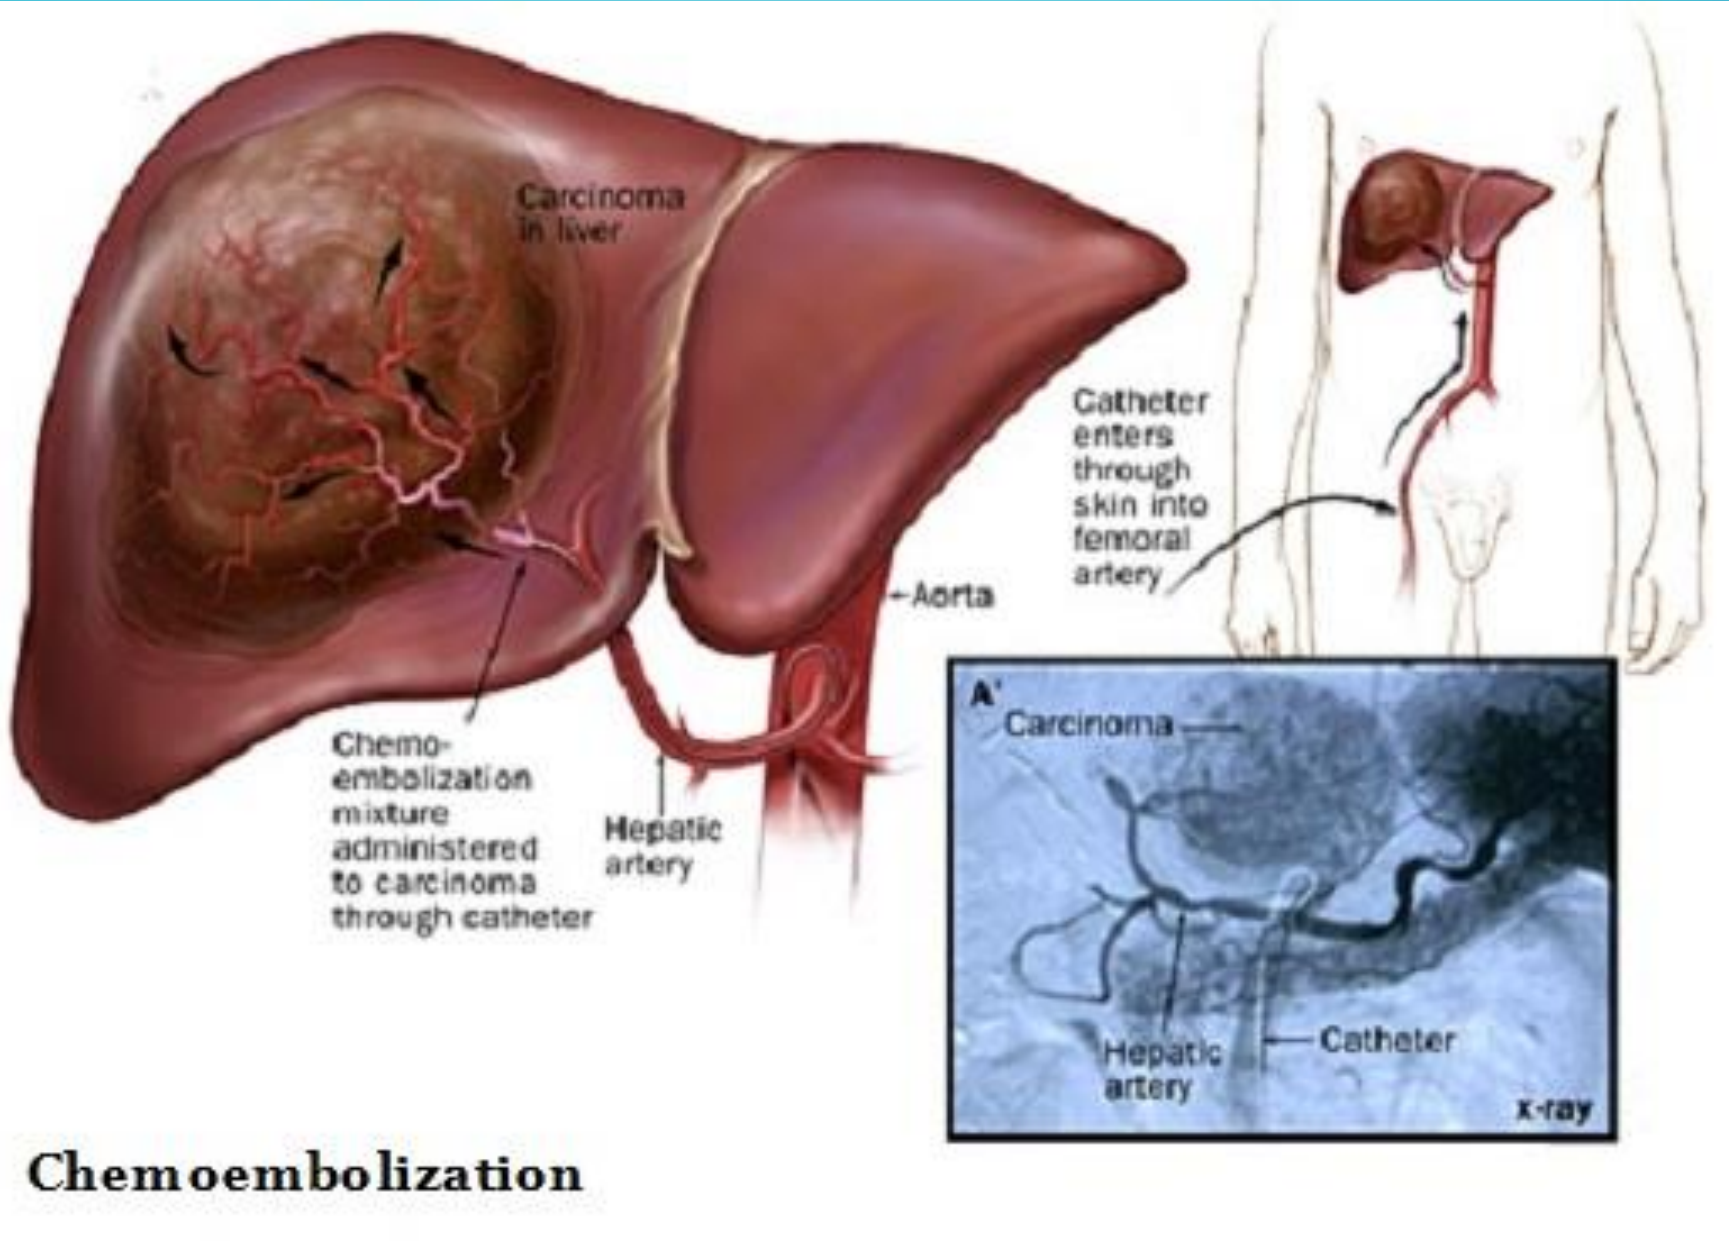 Carcinoma
in liver
Catheter
enters
through
skin into
femoral
artery
Aorta
Chemo-
embolization
mixture
administered
to carcinoma
through catheter
Hepatic
artery
A'
Carcinoma
Hepatic
artery
Catheter
x-ray
Chemoembolization